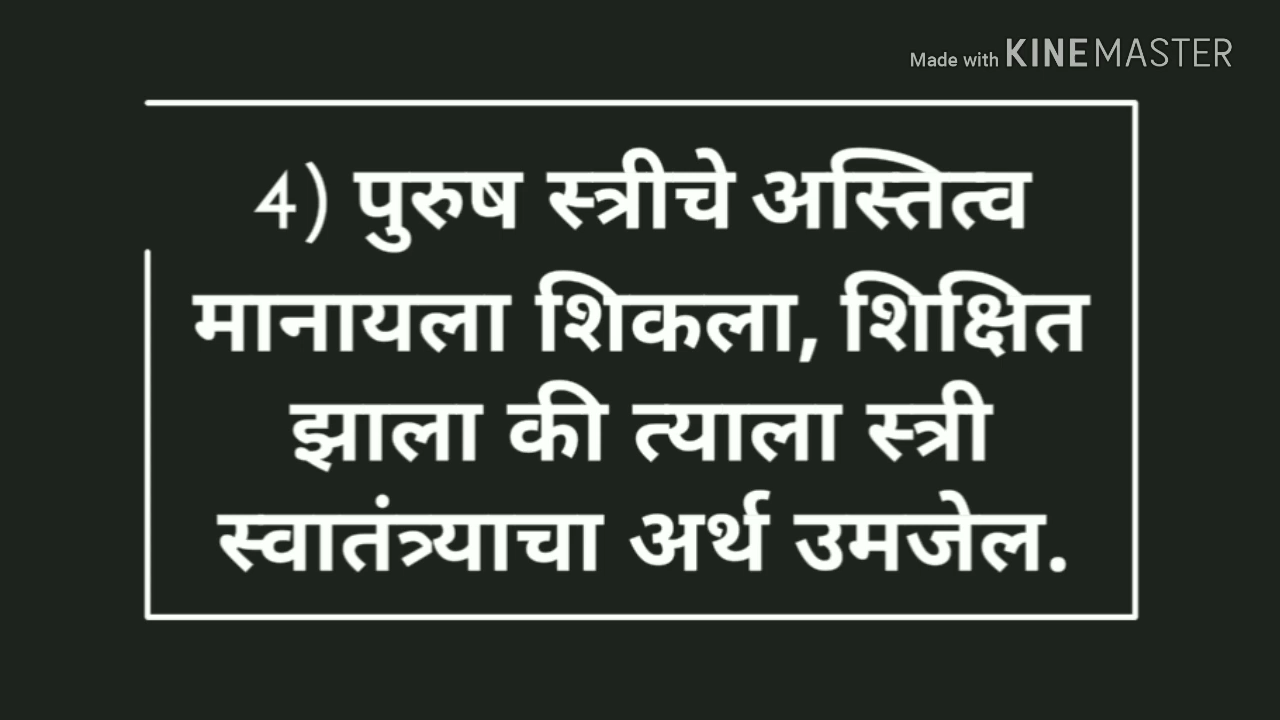 Made with KINEMASTER
4) पुरुष स्त्रीचे अस्तित्व
मानायला शिकला, शिक्षित
झाला की त्याला स्त्री
स्वातंत्र्याचा अर्थ उमजेल.